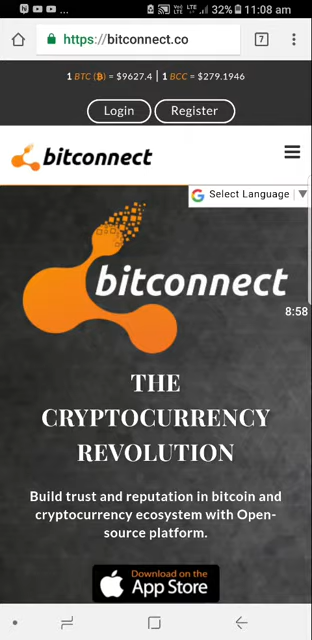 ... 32% 11:08 am
https://bitconnect.co 7
1 BTC (₿) = $9627.4 | 1 BCC = $279.1946
Login Register
bitconnect
Select Language ▼
bitconnect
8:58
THE
CRYPTOCURRENCY
REVOLUTION
Build trust and reputation in bitcoin and
cryptocurrency ecosystem with Open-
source platform.
Download on the
App Store